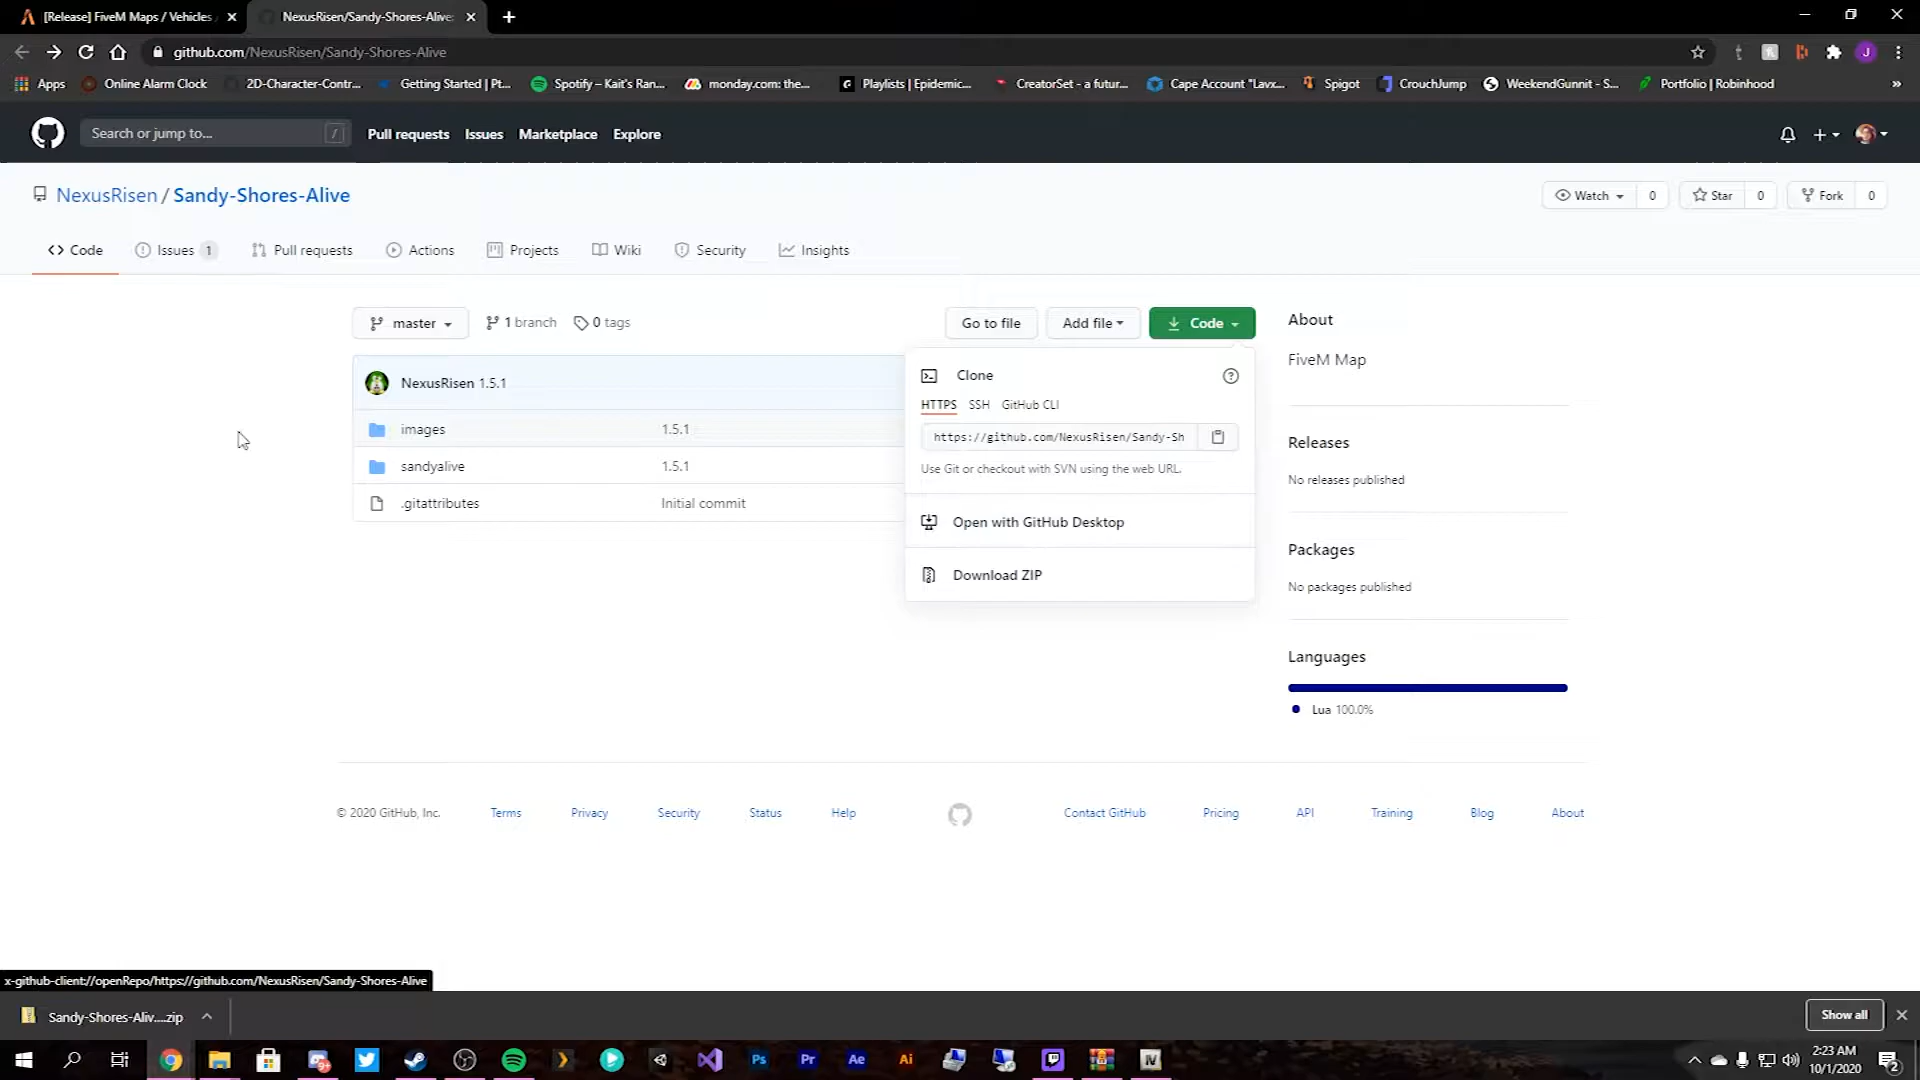 [Release] FiveM Maps / Vehicles
NexusRisen/Sandy-Shores-Alive:
github.com/NexusRisen/Sandy-Shores-Alive
Apps
Online Alarm Clock
2D-Character-Contr...
Getting Started | Pt...
Spotify – Kait's Ran...
monday.com: the...
Playlists | Epidemic...
CreatorSet - a futur...
Cape Account "Lavx...
Spigot
CrouchJump
WeekendGunnit - S...
Portfolio | Robinhood
»
Search or jump to...
/
Pull requests
Issues
Marketplace
Explore
NexusRisen / Sandy-Shores-Alive
Watch 0
Star 0
Fork 0
Code
Issues 1
Pull requests
Actions
Projects
Wiki
Security
Insights
master
1 branch
0 tags
Go to file
Add file
Code
NexusRisen 1.5.1
images 1.5.1
sandyalive 1.5.1
.gitattributes Initial commit
Clone
HTTPS SSH GitHub CLI
https://github.com/NexusRisen/Sandy-Sh
Use Git or checkout with SVN using the web URL.
Open with GitHub Desktop
Download ZIP
About
FiveM Map
Releases
No releases published
Packages
No packages published
Languages
Lua 100.0%
© 2020 GitHub, Inc.
Terms
Privacy
Security
Status
Help
Contact GitHub
Pricing
API
Training
Blog
About
x-github-client://openRepo/https://github.com/NexusRisen/Sandy-Shores-Alive
Sandy-Shores-Aliv....zip
Show all
Ps
Pr
Ae
Ai
2:23 AM
10/1/2020
2